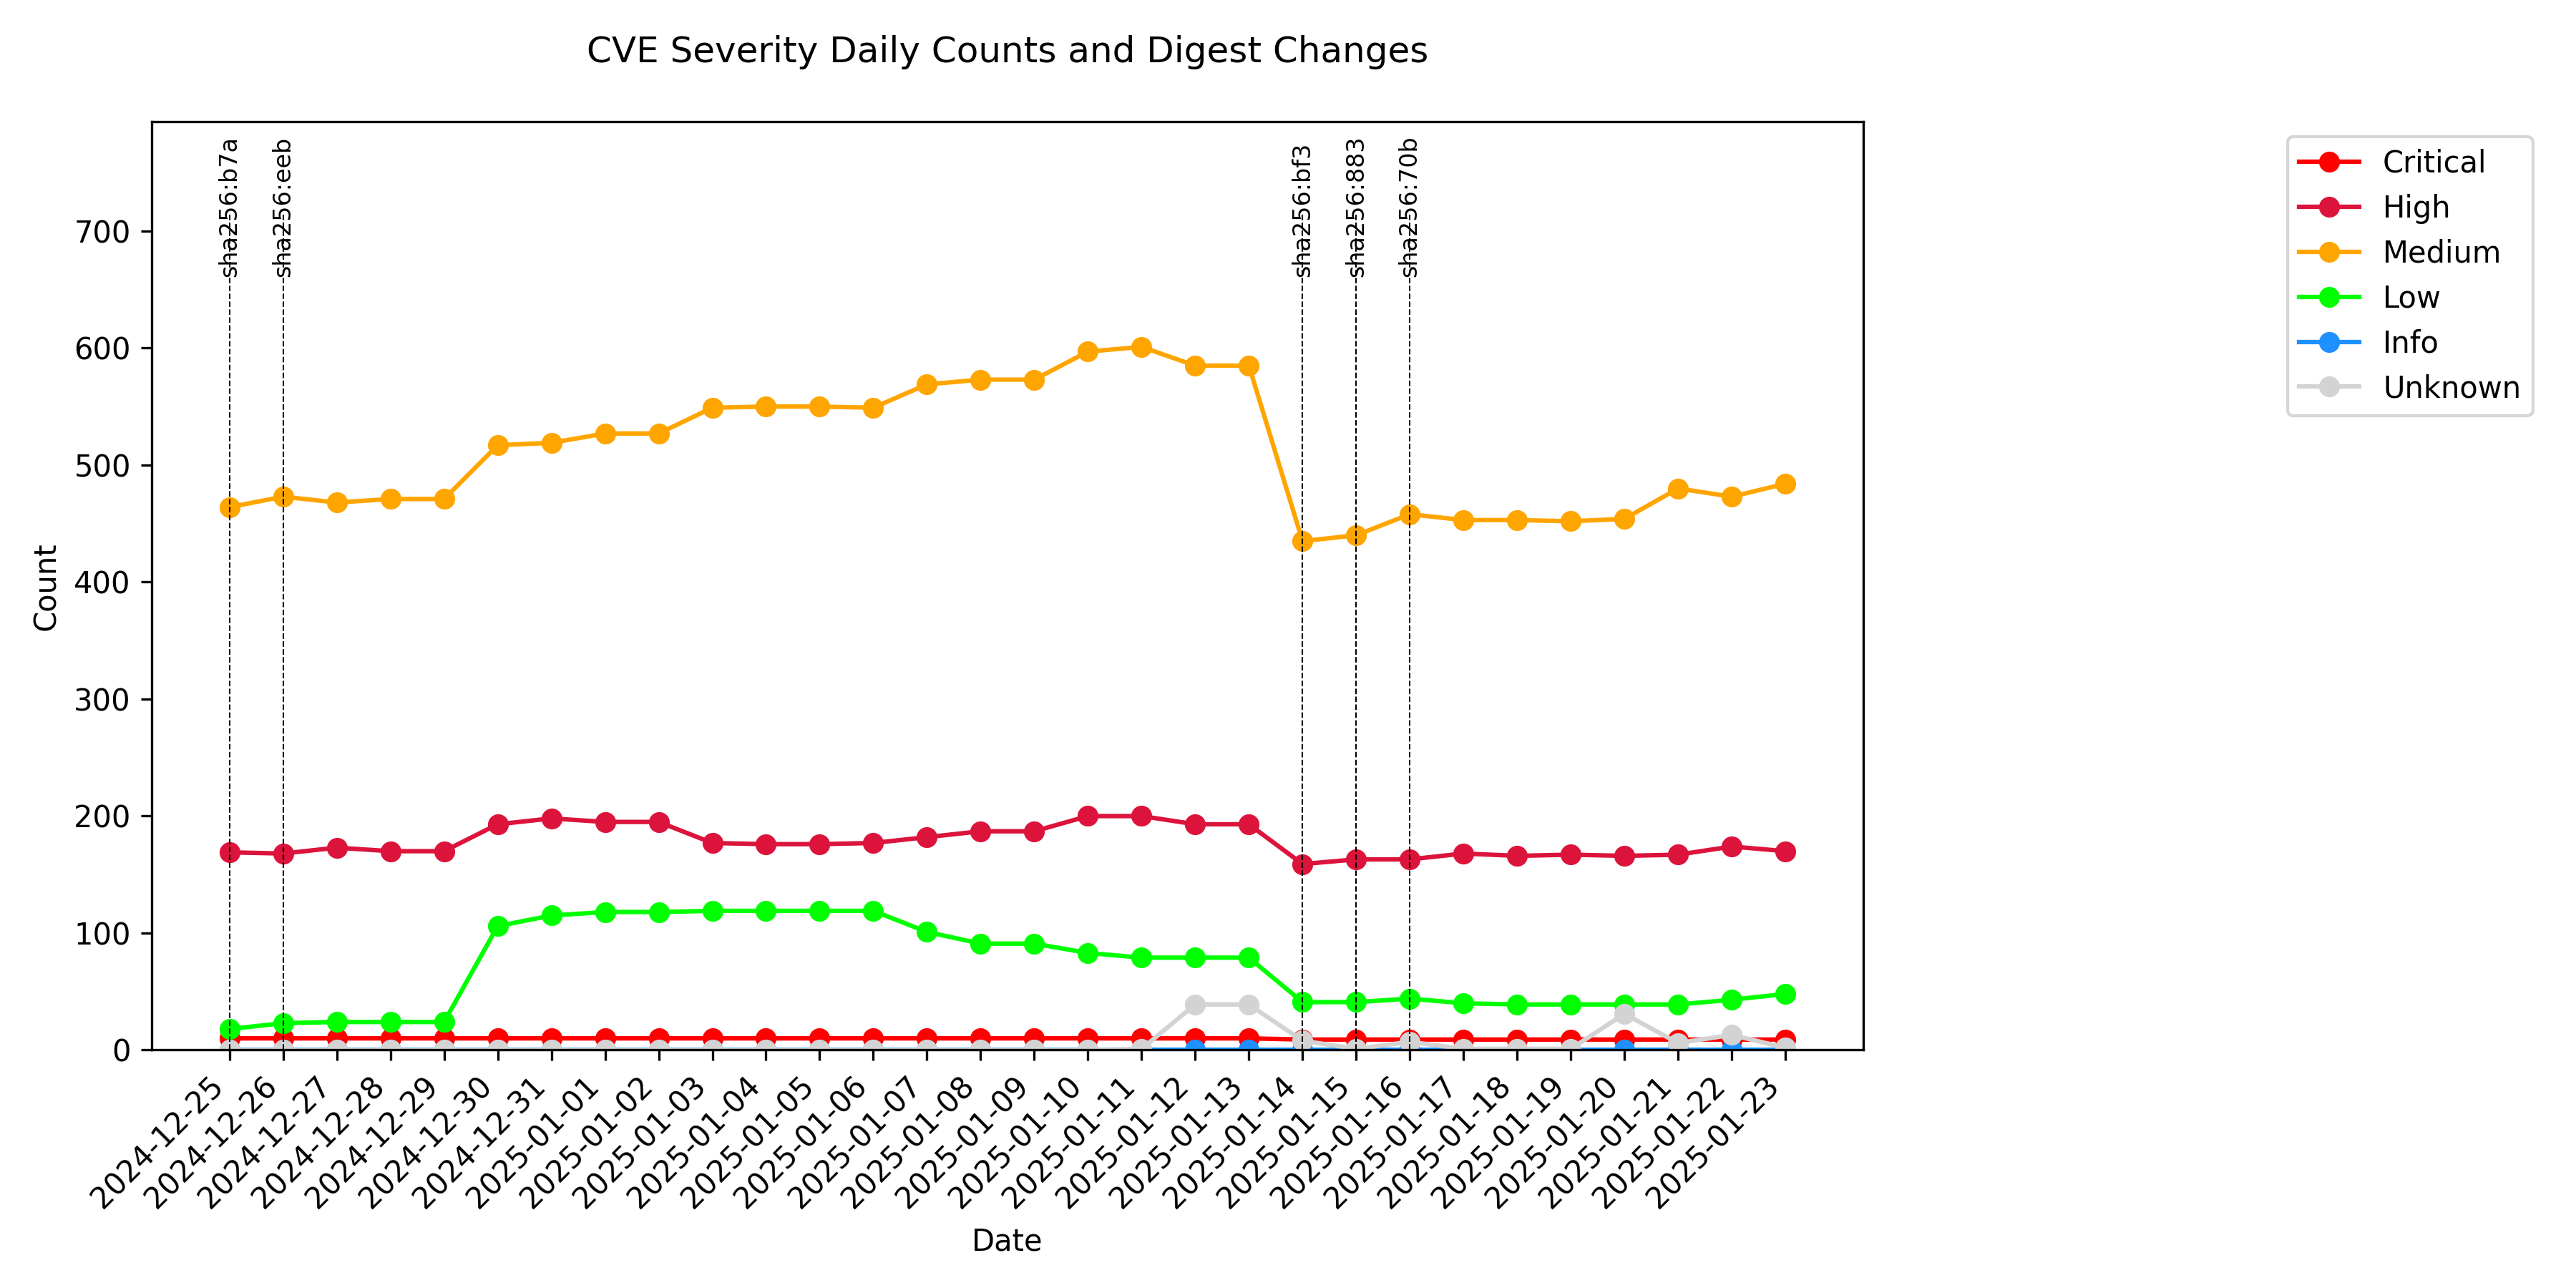 CVE Severity Daily Counts and Digest Changes
sha256:b7a
sha256:eeb
sha256:bf3
sha256:883
sha256:70b
Critical
High
Medium
Low
Info
Unknown
Count
700
600
500
400
300
200
100
0
2024-12-25
2024-12-26
2024-12-27
2024-12-28
2024-12-29
2024-12-30
2024-12-31
2025-01-01
2025-01-02
2025-01-03
2025-01-04
2025-01-05
2025-01-06
2025-01-07
2025-01-08
2025-01-09
2025-01-10
2025-01-11
2025-01-12
2025-01-13
2025-01-14
2025-01-15
2025-01-16
2025-01-17
2025-01-18
2025-01-19
2025-01-20
2025-01-21
2025-01-22
2025-01-23
Date